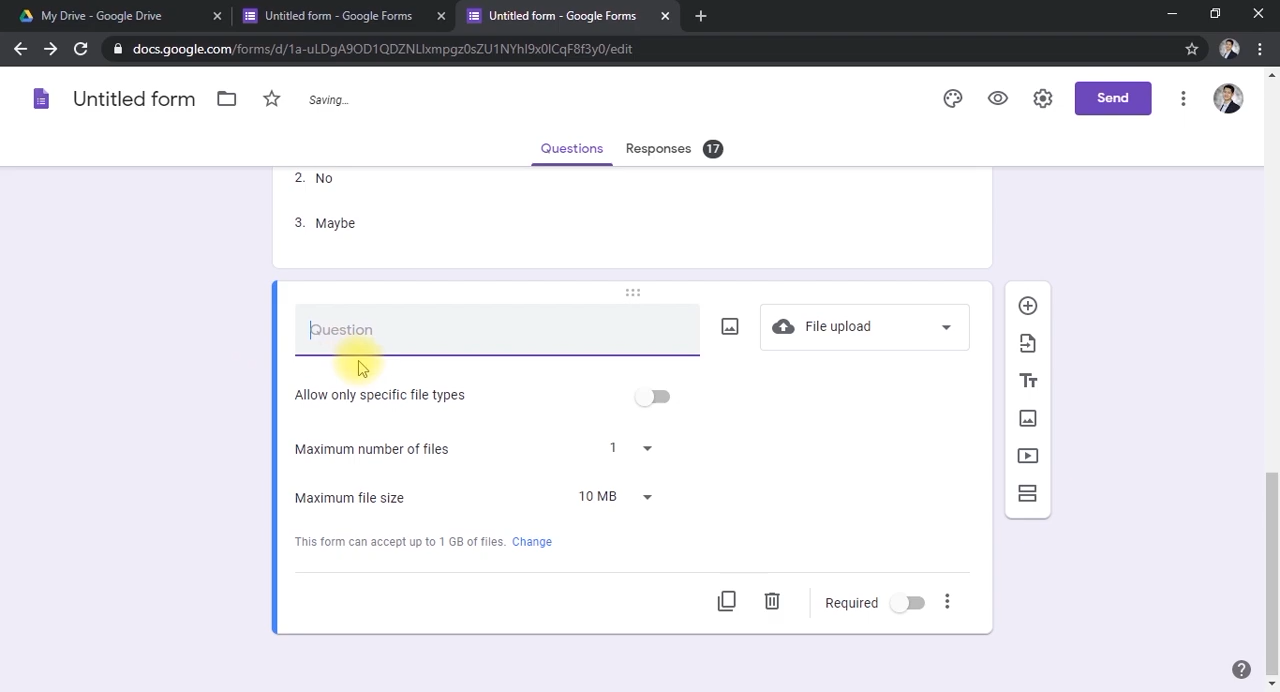 My Drive - Google Drive
Untitled form - Google Forms
Untitled form - Google Forms
docs.google.com/forms/d/1a-uLDgA9OD1QDZNLlxmpgz0sZU1NYhl9x0lCqF8f3y0/edit
Untitled form
Saving...
Send
Questions
Responses 17
2. No
3. Maybe
Question
File upload
Allow only specific file types
Maximum number of files 1
Maximum file size 10 MB
This form can accept up to 1 GB of files. Change
Required